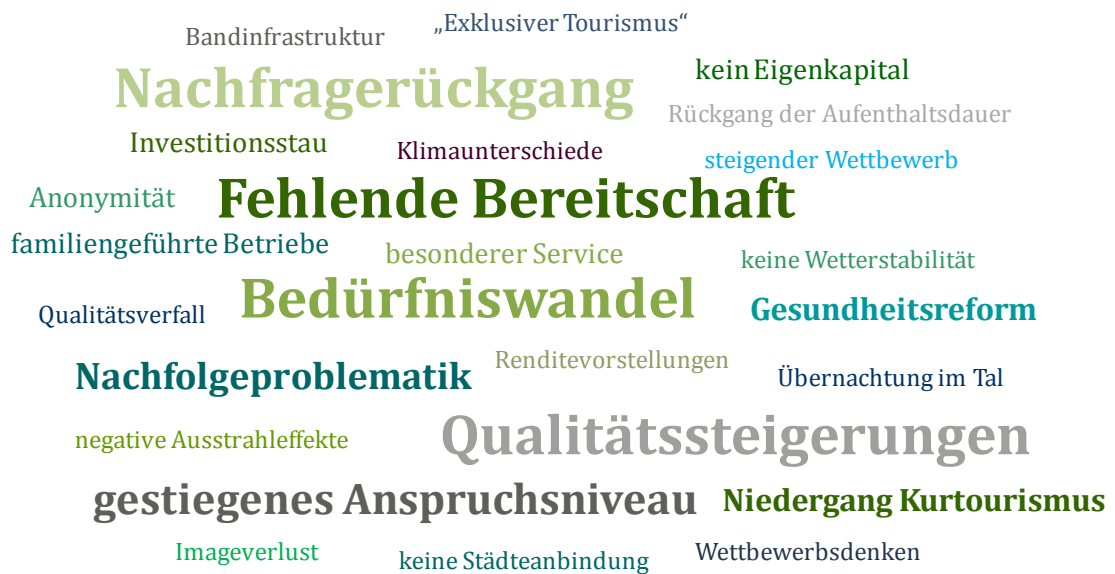 „Exklusiver Tourismus“
Bandinfrastruktur
Nachfragerückgang
kein Eigenkapital
Rückgang der Aufenthaltsdauer
Investitionsstau
Klimaunterschiede
steigender Wettbewerb
Anonymität
Fehlende Bereitschaft
familiengeführte Betriebe
besonderer Service
keine Wetterstabilität
Qualitätsverfall
Bedürfniswandel
Gesundheitsreform
Nachfolgeproblematik
Renditevorstellungen
Übernachtung im Tal
negative Ausstrahleffekte
Qualitätssteigerungen
gestiegenes Anspruchsniveau
Niedergang Kurtourismus
Imageverlust
keine Städteanbindung
Wettbewerbsdenken